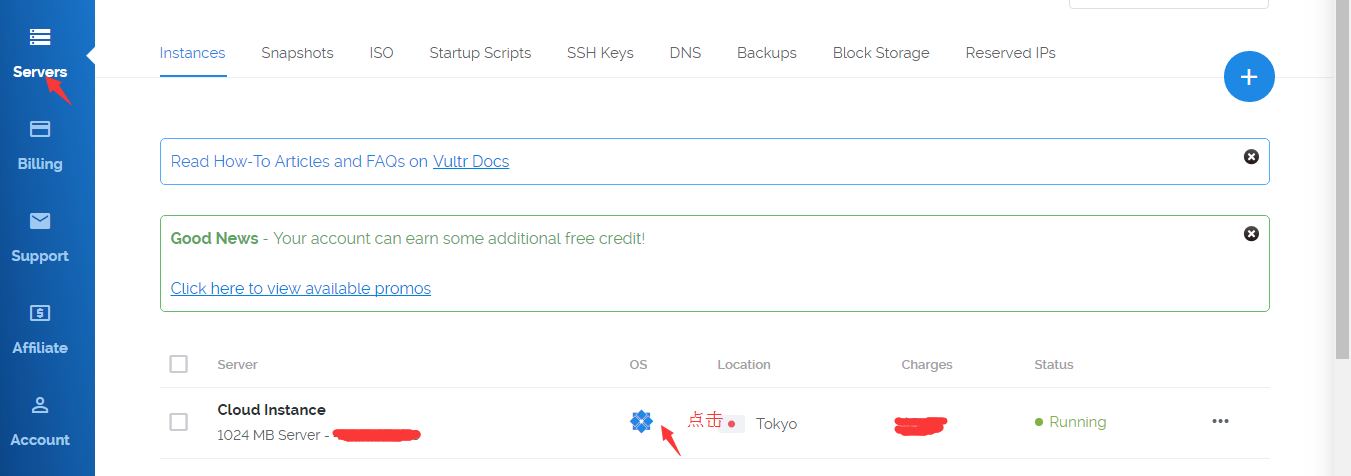 Servers
Billing
Support
Affiliate
Account
Instances Snapshots ISO Startup Scripts SSH Keys DNS Backups Block Storage Reserved IPs
Read How-To Articles and FAQs on Vultr Docs
Good News - Your account can earn some additional free credit!
Click here to view available promos
Server OS Location Charges Status
Cloud Instance
1024 MB Server -
点击 Tokyo Running